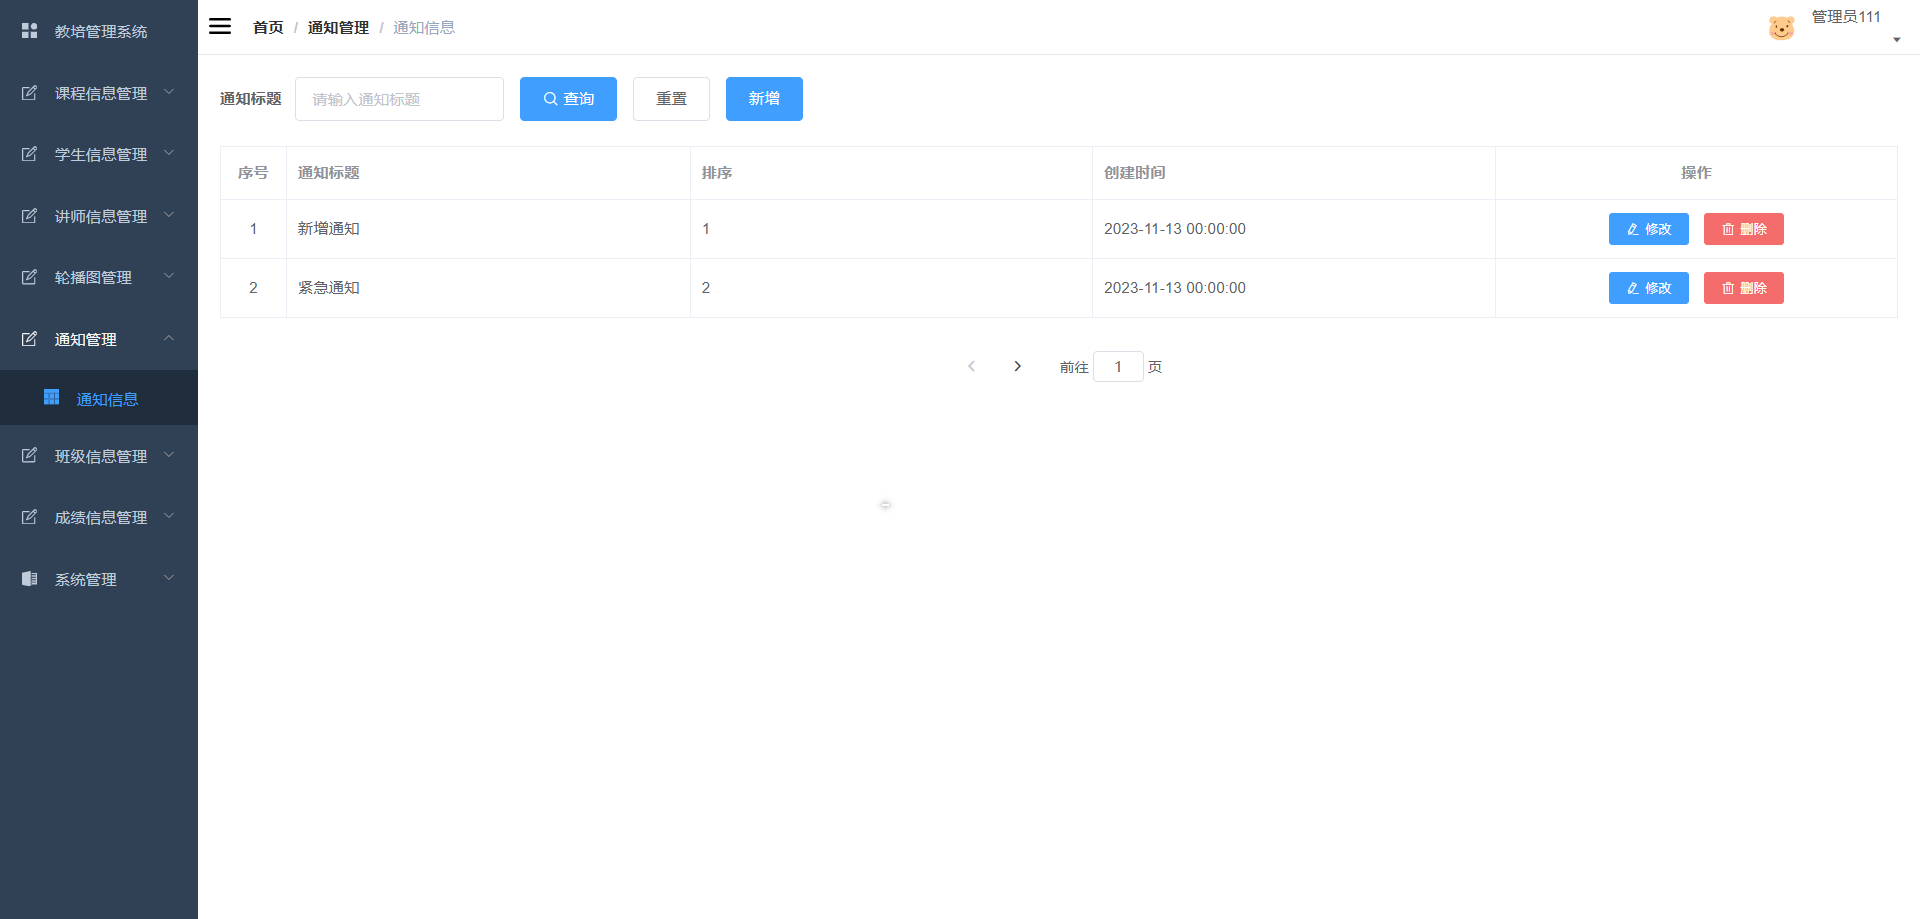 教培管理系统
课程信息管理
学生信息管理
讲师信息管理
轮播图管理
通知管理
通知信息
班级信息管理
成绩信息管理
系统管理
首页 / 通知管理 / 通知信息
管理员111
通知标题 请输入通知标题 查询 重置 新增
序号 通知标题 排序 创建时间 操作
1 新增通知 1 2023-11-13 00:00:00 修改 删除
2 紧急通知 2 2023-11-13 00:00:00 修改 删除
前往 1 页